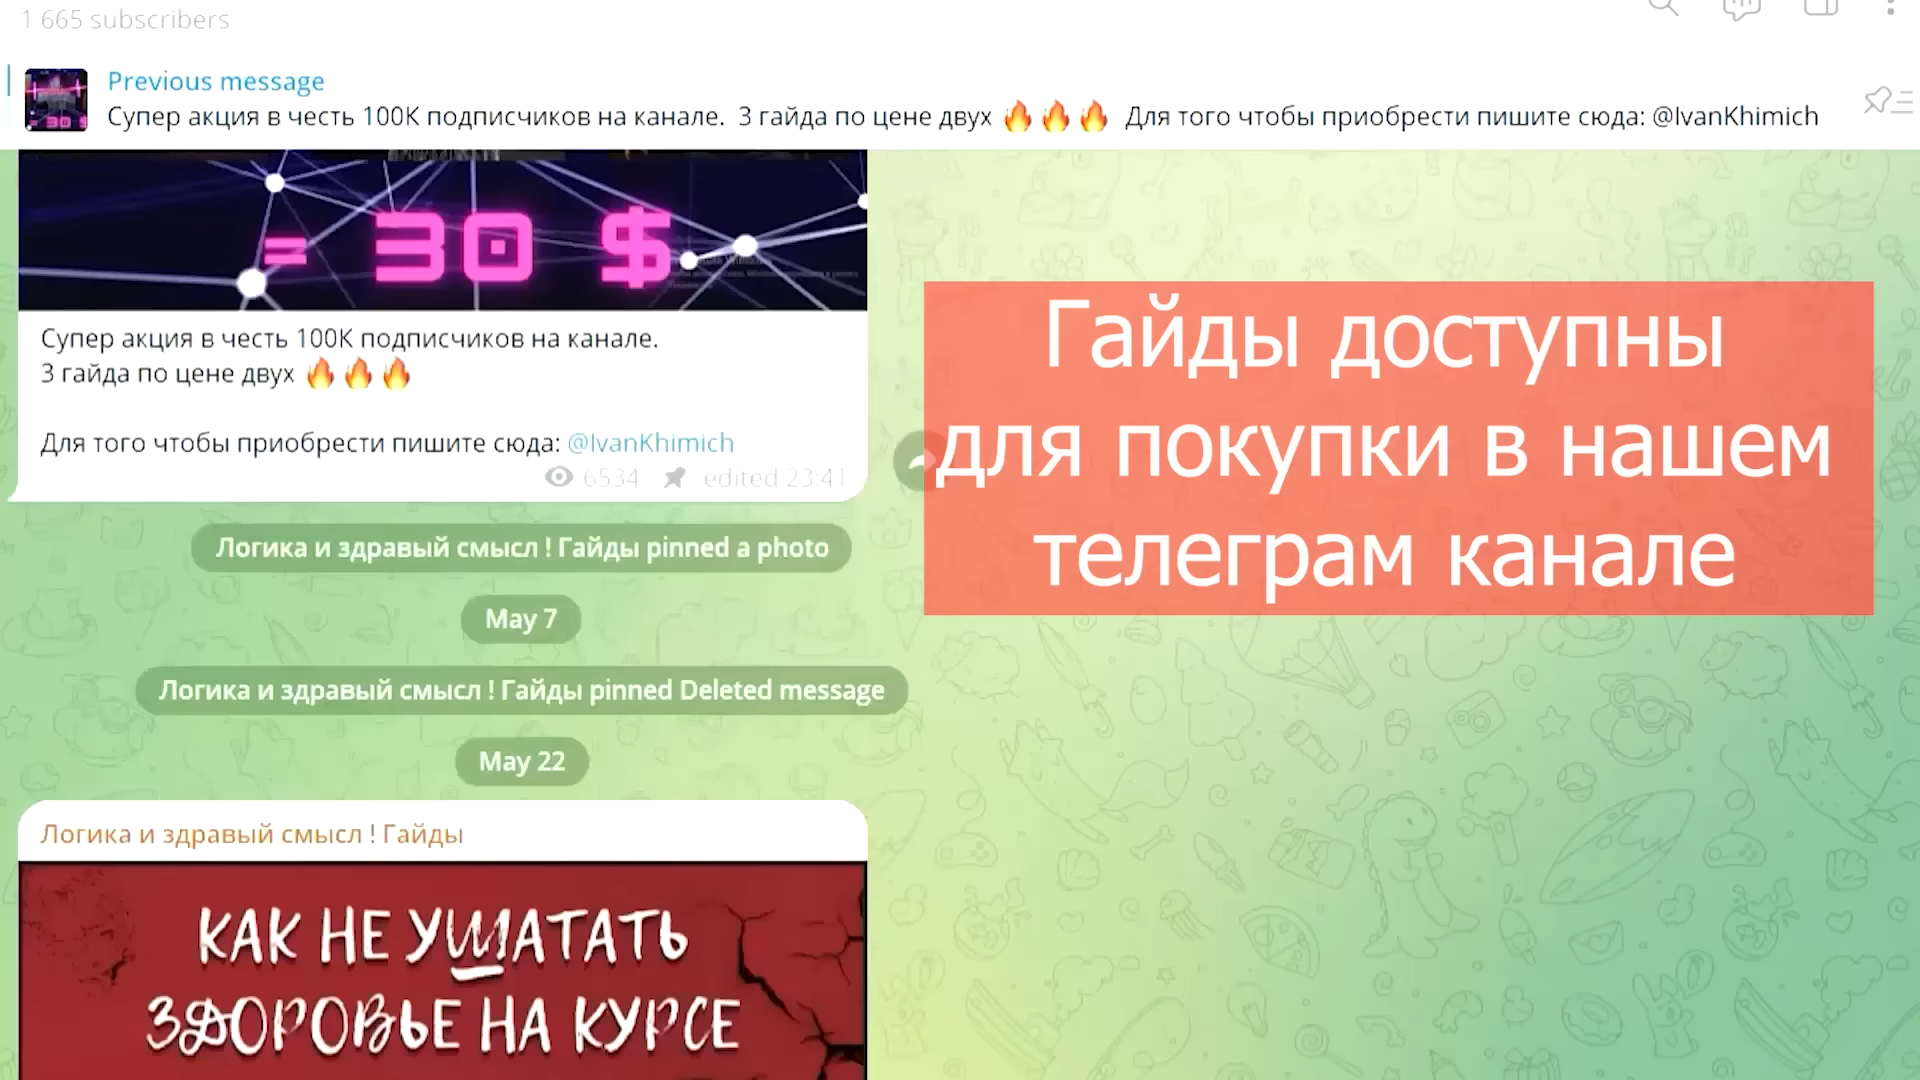 1 665 subscribers
Previous message
Супер акция в честь 100К подписчиков на канале. 3 гайда по цене двух 🔥🔥🔥 Для того чтобы приобрести пишите сюда: @IvanKhimich
= 30 $
Супер акция в честь 100К подписчиков на канале.
3 гайда по цене двух 🔥🔥🔥
Для того чтобы приобрести пишите сюда: @IvanKhimich
6534 edited 23:41
Гайды доступны
для покупки в нашем
телеграм канале
Логика и здравый смысл ! Гайды pinned a photo
May 7
Логика и здравый смысл ! Гайды pinned Deleted message
May 22
Логика и здравый смысл ! Гайды
КАК НЕ УШАТАТЬ
ЗДОРОВЬЕ НА КУРСЕ